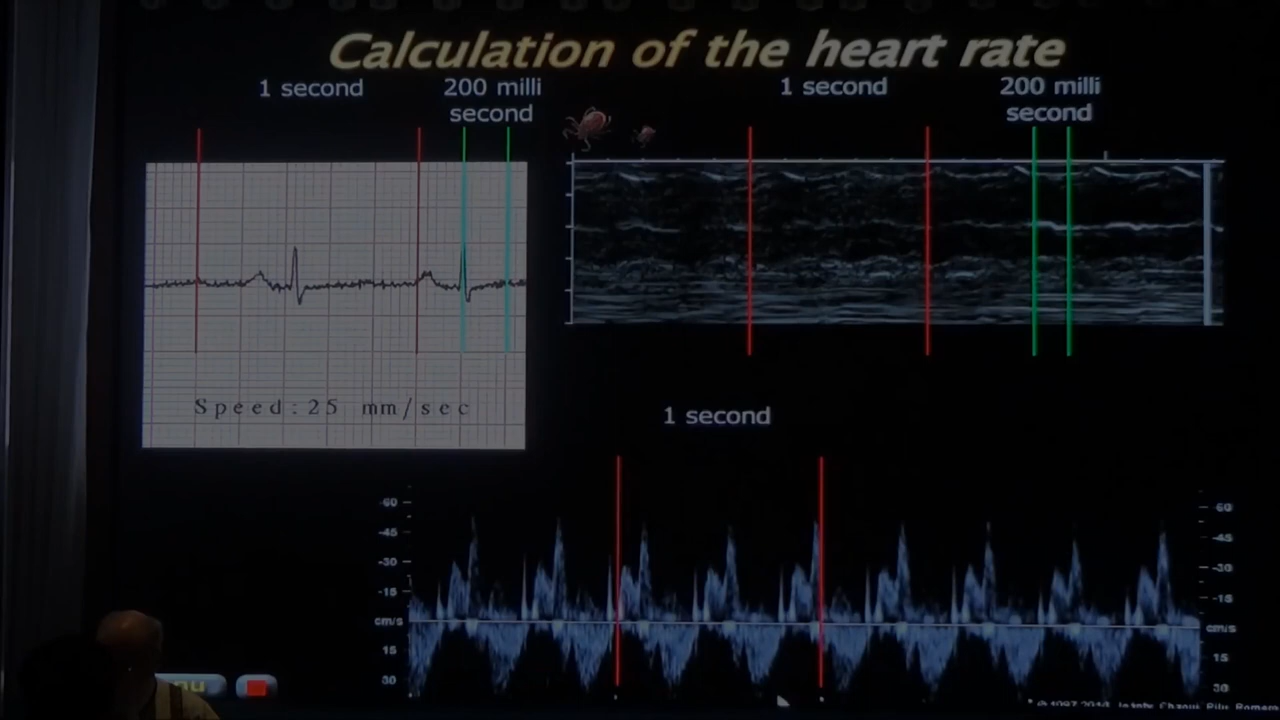 Calculation of the heart rate
1 second
200 milli
second
1 second
200 milli
second
Speed:25 mm/sec
1 second
-60
-45
-30
-15
cm/s
15
30
-60
-45
-30
-15
cm/s
15
30